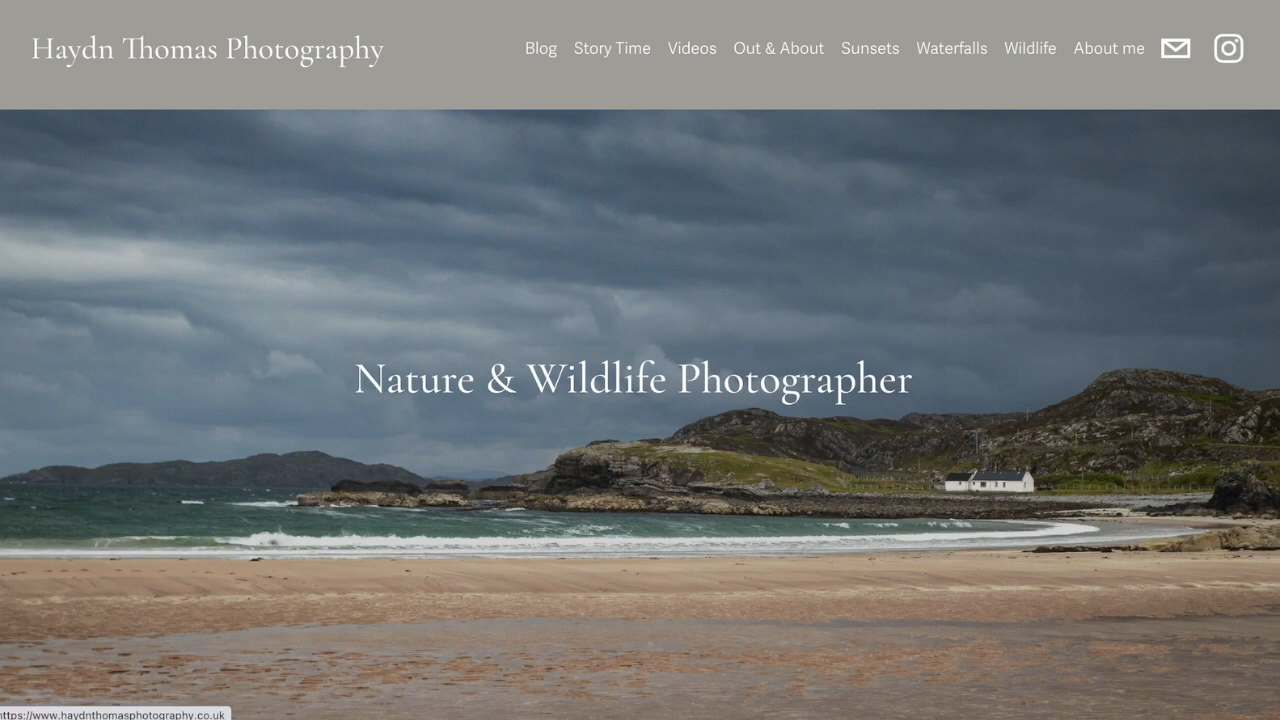 Haydn Thomas Photography
Blog Story Time Videos Out & About Sunsets Waterfalls Wildlife About me
Nature & Wildlife Photographer
https://www.haydnthomasphotography.co.uk